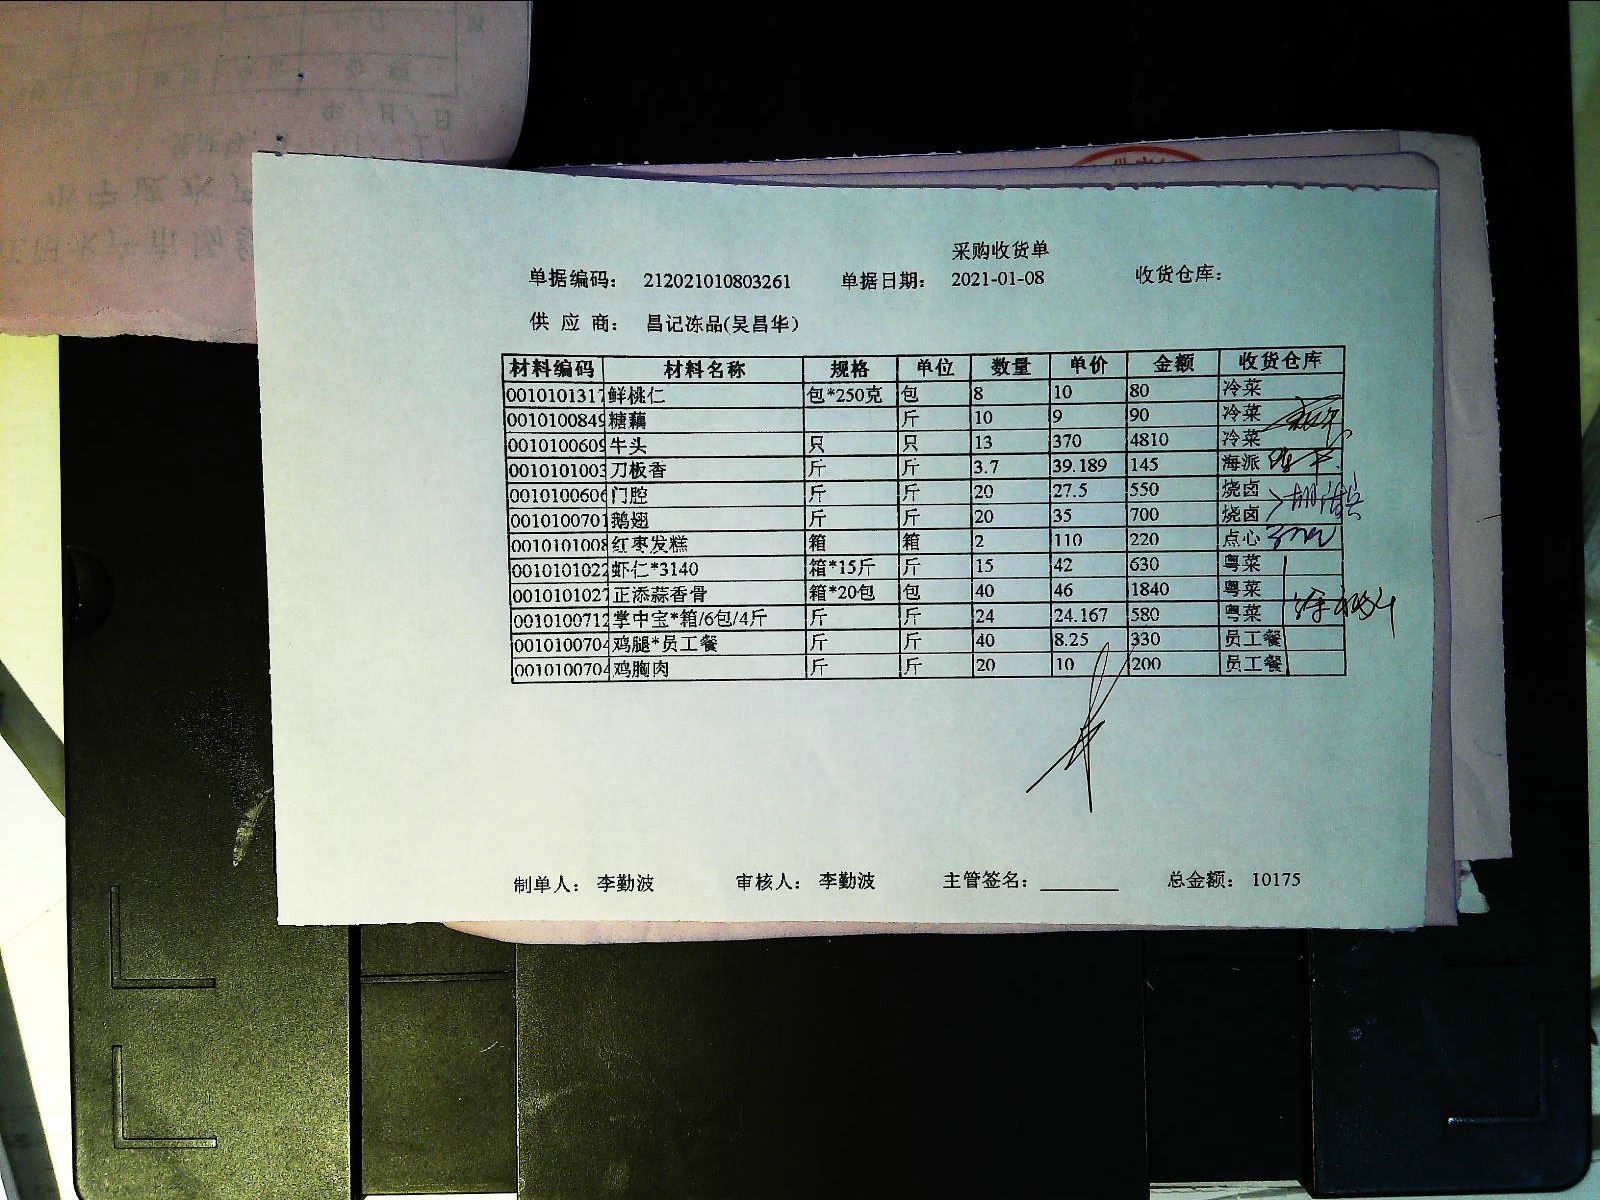 采购收货单
单据编码： 212021010803261 单据日期： 2021-01-08 收货仓库：
供 应 商： 昌记冻品(吴昌华)
材料编码 材料名称 规格 单位 数量 单价 金额 收货仓库
0010101317 鲜桃仁 包*250克 包 8 10 80 冷菜
0010100849 糖藕 斤 10 9 90 冷菜
0010100609 牛头 只 只 13 370 4810 冷菜
0010101003 刀板香 斤 斤 3.7 39.189 145 海派
0010100606 门腔 斤 斤 20 27.5 550 烧卤
0010100701 鹅翅 斤 斤 20 35 700 烧卤
0010101008 红枣发糕 箱 箱 2 110 220 点心
0010101022 虾仁*3140 箱*15斤 斤 15 42 630 粤菜
0010101027 正添蒜香骨 箱*20包 包 40 46 1840 粤菜
0010100712 掌中宝*箱/6包/4斤 斤 斤 24 24.167 580 粤菜
0010100704 鸡腿*员工餐 斤 斤 40 8.25 330 员工餐
0010100704 鸡胸肉 斤 斤 20 10 200 员工餐
制单人： 李勤波 审核人： 李勤波 主管签名： 总金额： 10175